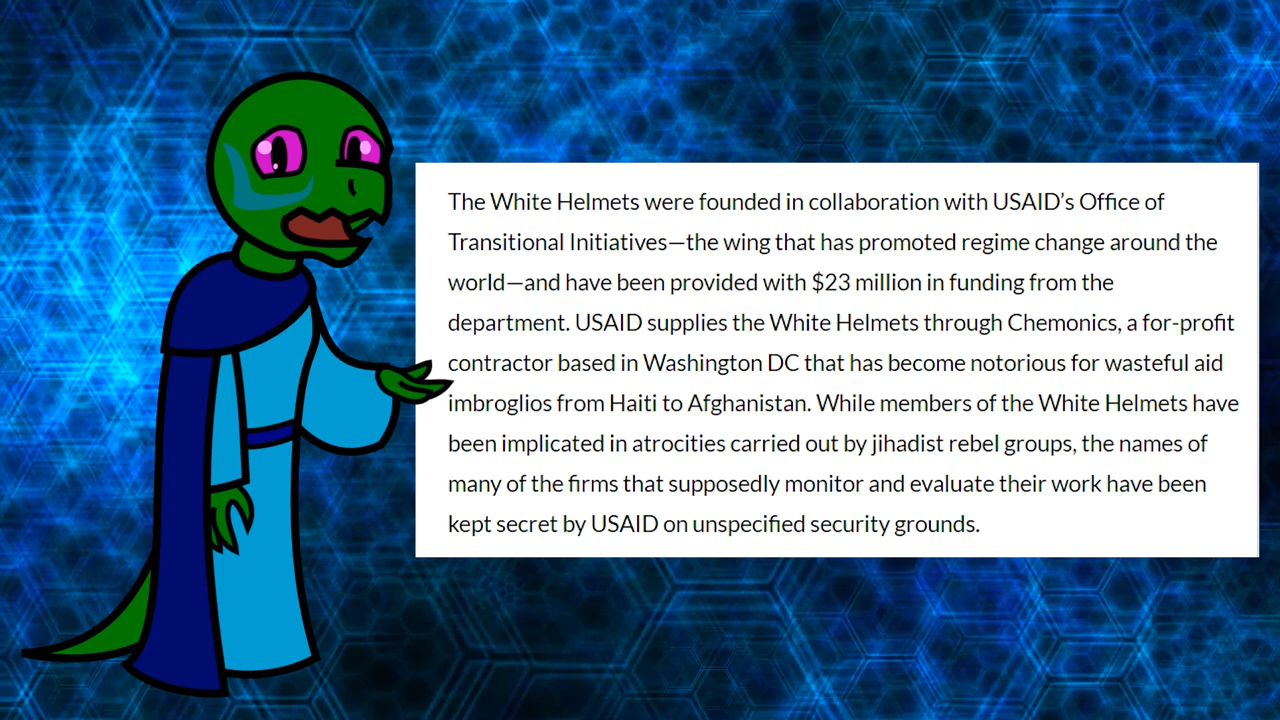 The White Helmets were founded in collaboration with USAID’s Office of
Transitional Initiatives—the wing that has promoted regime change around the
world—and have been provided with $23 million in funding from the
department. USAID supplies the White Helmets through Chemonics, a for-profit
contractor based in Washington DC that has become notorious for wasteful aid
imbroglios from Haiti to Afghanistan. While members of the White Helmets have
been implicated in atrocities carried out by jihadist rebel groups, the names of
many of the firms that supposedly monitor and evaluate their work have been
kept secret by USAID on unspecified security grounds.